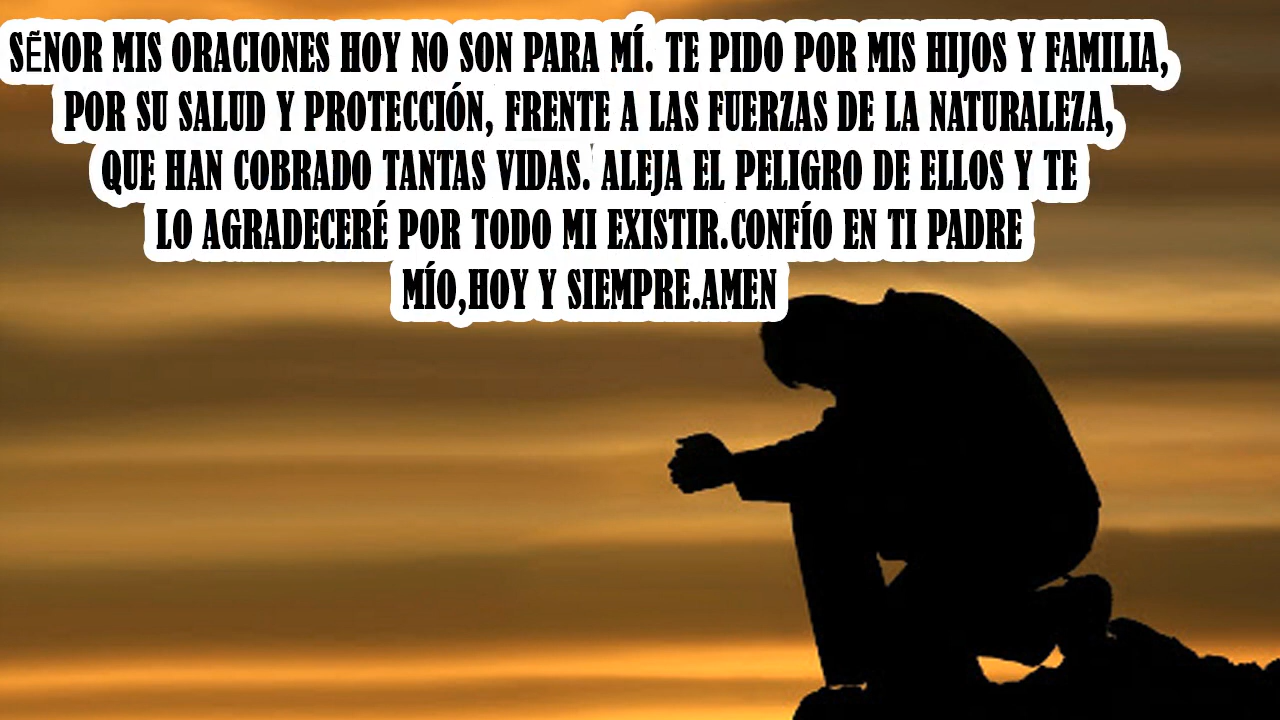 SẼNOR MIS ORACIONES HOY NO SON PARA MÍ. TE PIDO POR MIS HIJOS Y FAMILIA,
POR SU SALUD Y PROTECCIÓN, FRENTE A LAS FUERZAS DE LA NATURALEZA,
QUE HAN COBRADO TANTAS VIDAS. ALEJA EL PELIGRO DE ELLOS Y TE
LO AGRADECERÉ POR TODO MI EXISTIR.CONFÍO EN TI PADRE
MÍO,HOY Y SIEMPRE.AMEN